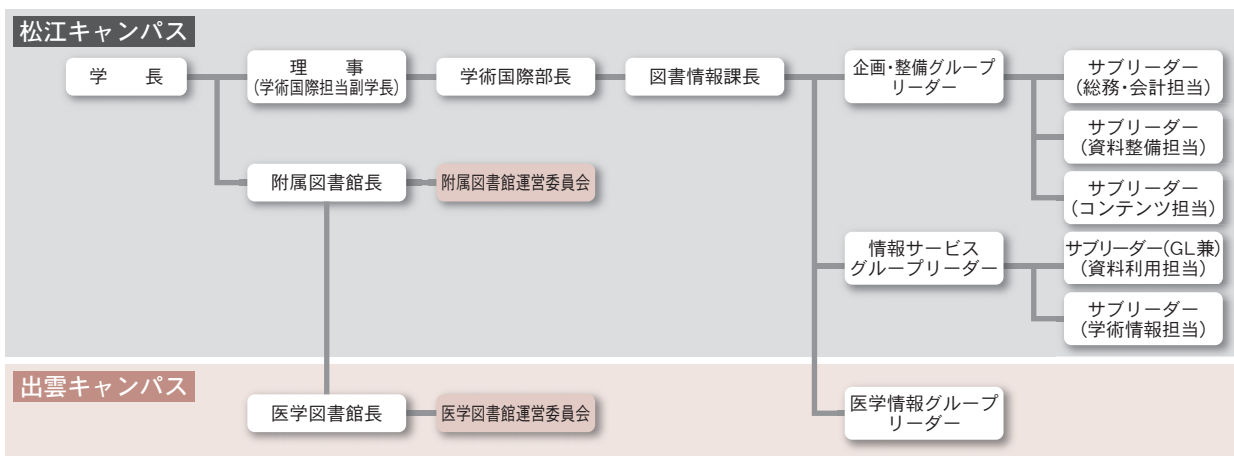 松江キャンパス
学　長
理　事
(学術国際担当副学長)
学術国際部長
図書情報課長
企画・整備グループ
リーダー
サブリーダー
(総務・会計担当)
サブリーダー
(資料整備担当)
サブリーダー
(コンテンツ担当)
附属図書館長
附属図書館運営委員会
情報サービス
グループリーダー
サブリーダー(GL兼)
(資料利用担当)
サブリーダー
(学術情報担当)
出雲キャンパス
医学図書館長
医学図書館運営委員会
医学情報グループ
リーダー